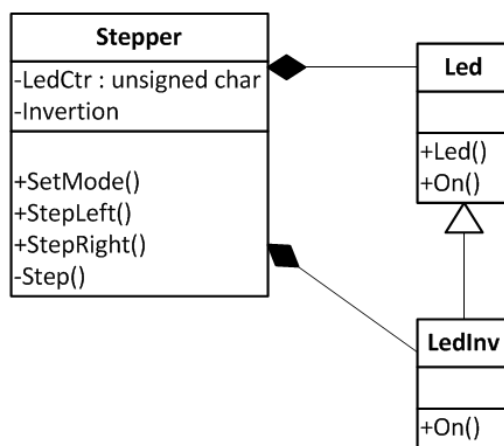 Stepper
-LedCtr : unsigned char
-Invertion
+SetMode()
+StepLeft()
+StepRight()
-Step()
Led
+Led()
+On()
LedInv
+On()